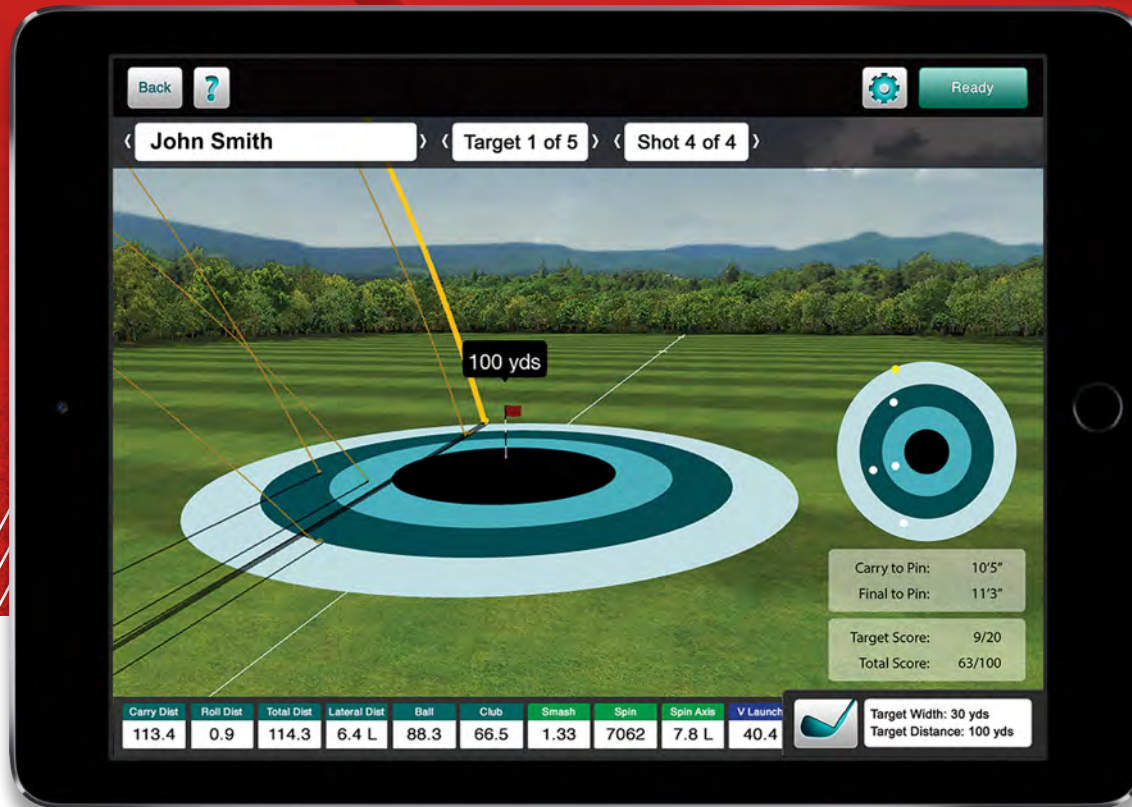 Back
?
Ready
‹ John Smith › ‹ Target 1 of 5 › ‹ Shot 4 of 4 ›
100 yds
Carry to Pin: 10'5"
Final to Pin: 11'3"
Target Score: 9/20
Total Score: 63/100
Carry Dist Roll Dist Total Dist Lateral Dist Ball Club Smash Spin Spin Axis V Launch
113.4 0.9 114.3 6.4 L 88.3 66.5 1.33 7062 7.8 L 40.4
Target Width: 30 yds
Target Distance: 100 yds